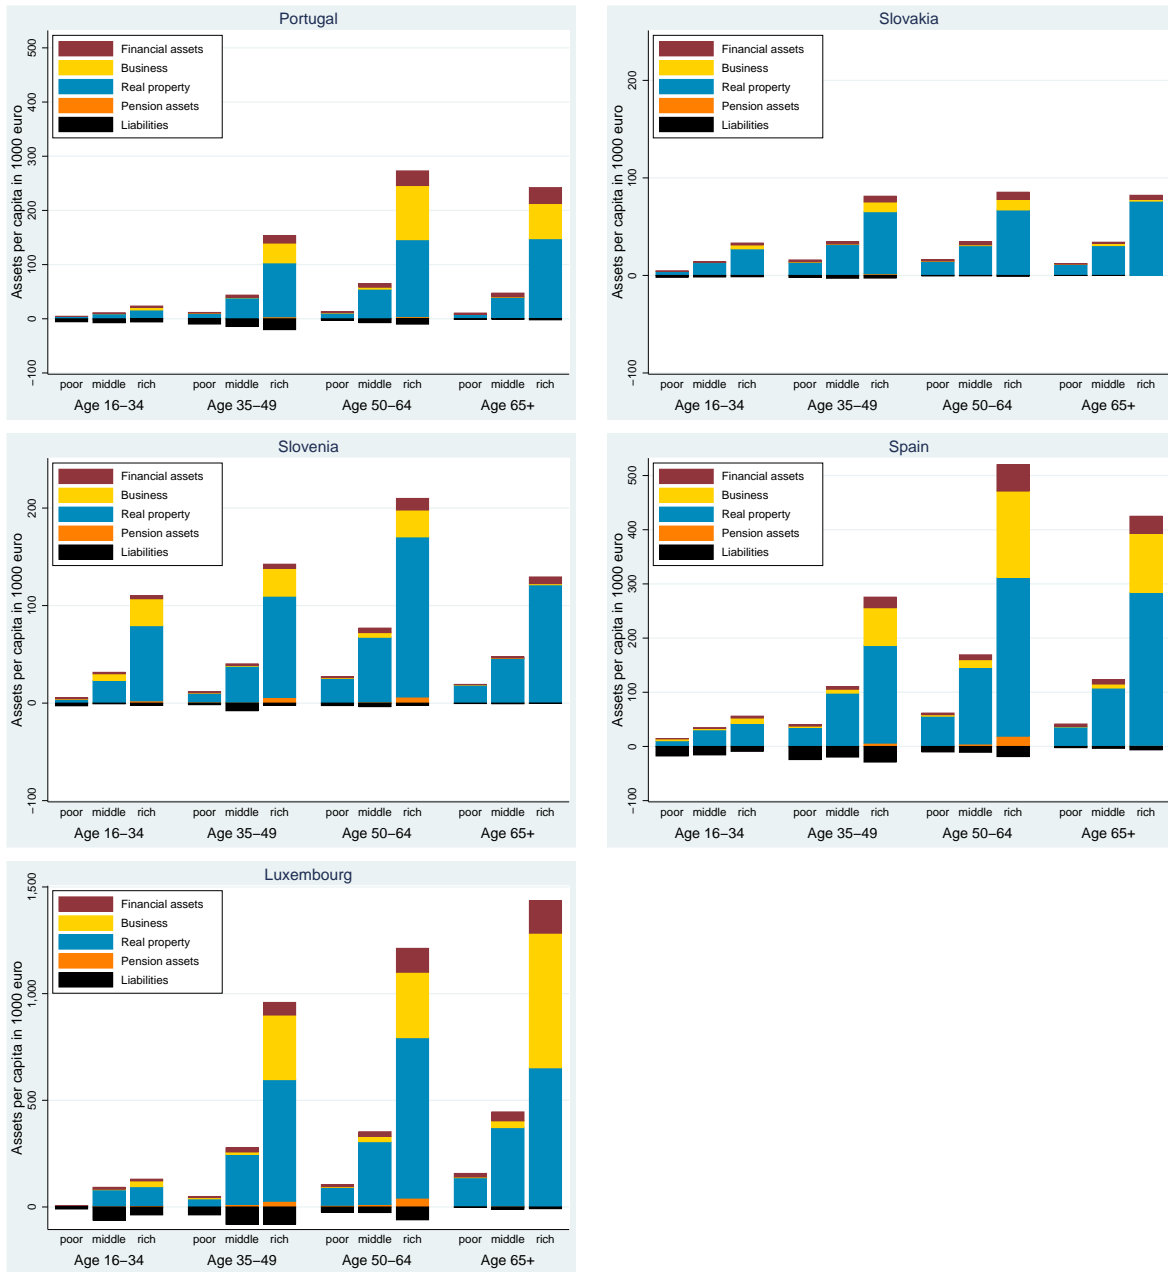 Portugal
Assets per capita in 1000 euro
500
400
300
200
100
0
−100
Financial assets
Business
Real property
Pension assets
Liabilities
poor middle rich poor middle rich poor middle rich poor middle rich
Age 16−34 Age 35−49 Age 50−64 Age 65+
Slovakia
Assets per capita in 1000 euro
200
100
0
−100
Financial assets
Business
Real property
Pension assets
Liabilities
poor middle rich poor middle rich poor middle rich poor middle rich
Age 16−34 Age 35−49 Age 50−64 Age 65+
Slovenia
Assets per capita in 1000 euro
200
100
0
−100
Financial assets
Business
Real property
Pension assets
Liabilities
poor middle rich poor middle rich poor middle rich poor middle rich
Age 16−34 Age 35−49 Age 50−64 Age 65+
Spain
Assets per capita in 1000 euro
500
400
300
200
100
0
−100
Financial assets
Business
Real property
Pension assets
Liabilities
poor middle rich poor middle rich poor middle rich poor middle rich
Age 16−34 Age 35−49 Age 50−64 Age 65+
Luxembourg
Assets per capita in 1000 euro
1,500
1,000
500
0
Financial assets
Business
Real property
Pension assets
Liabilities
poor middle rich poor middle rich poor middle rich poor middle rich
Age 16−34 Age 35−49 Age 50−64 Age 65+